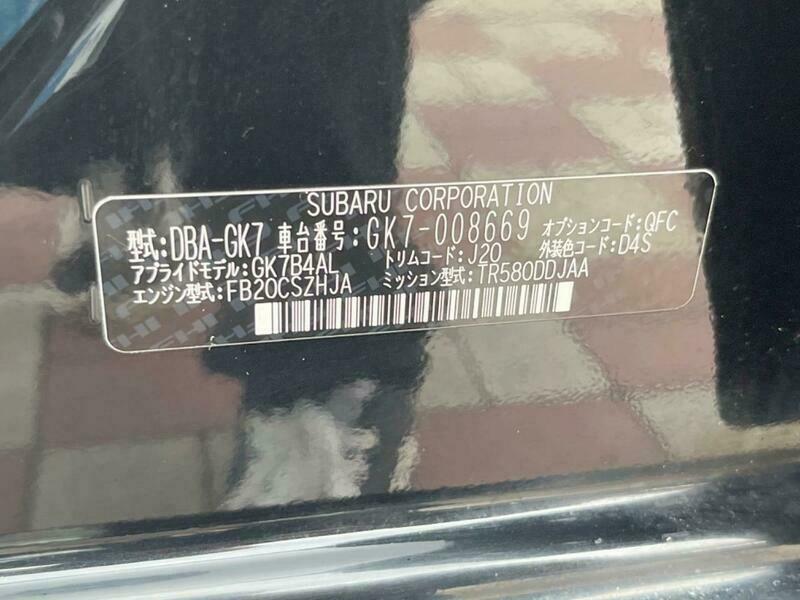 SUBARU CORPORATION
型式:DBA-GK7 車台番号:GK7-008669 オプションコード:QFC
アプライドモデル:GK7B4AL トリムコード:J20 外装色コード:D4S
エンジン型式:FB20CSZHJA ミッション型式:TR580DDJAA